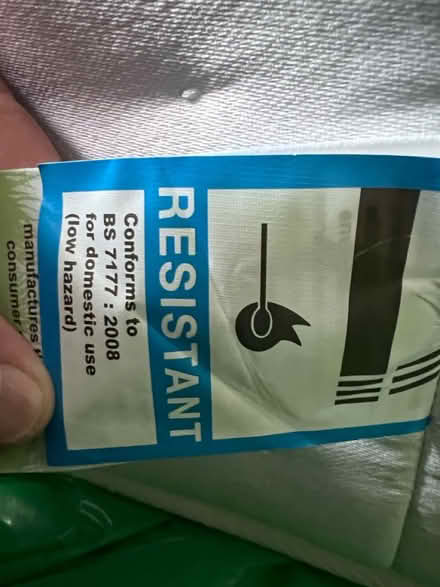 RESISTANT
Conforms to
BS 7177 : 2008
for domestic use
(low hazard)
manufactures
consumer